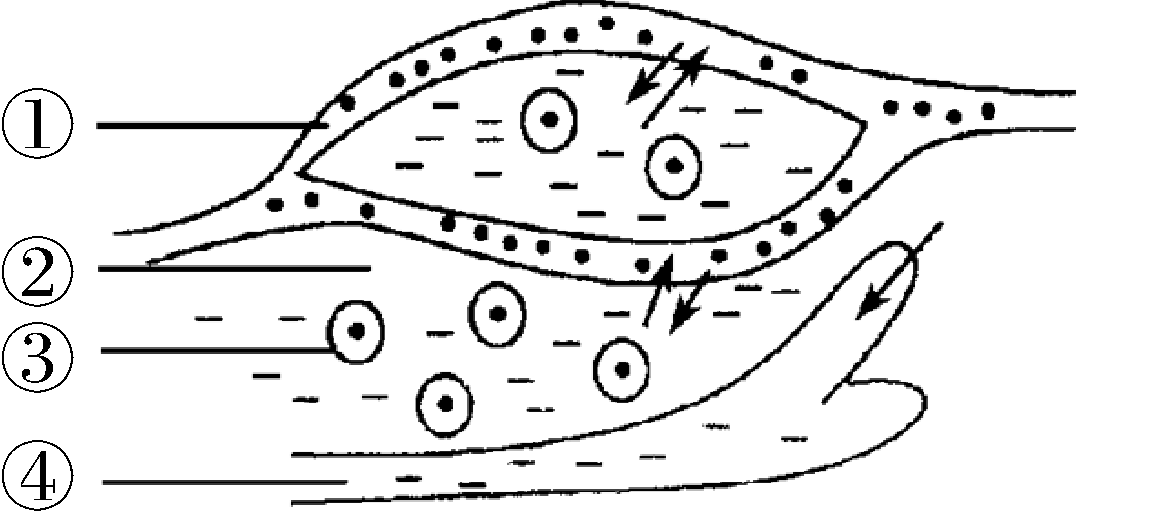 ①
②
③
④